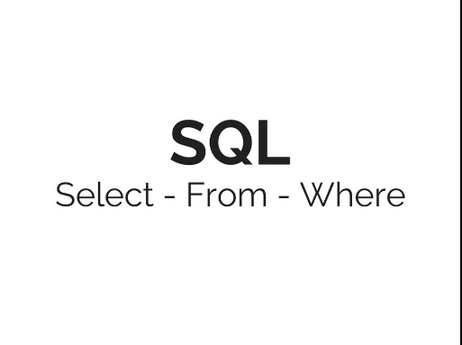 SQL
Select - From - Where